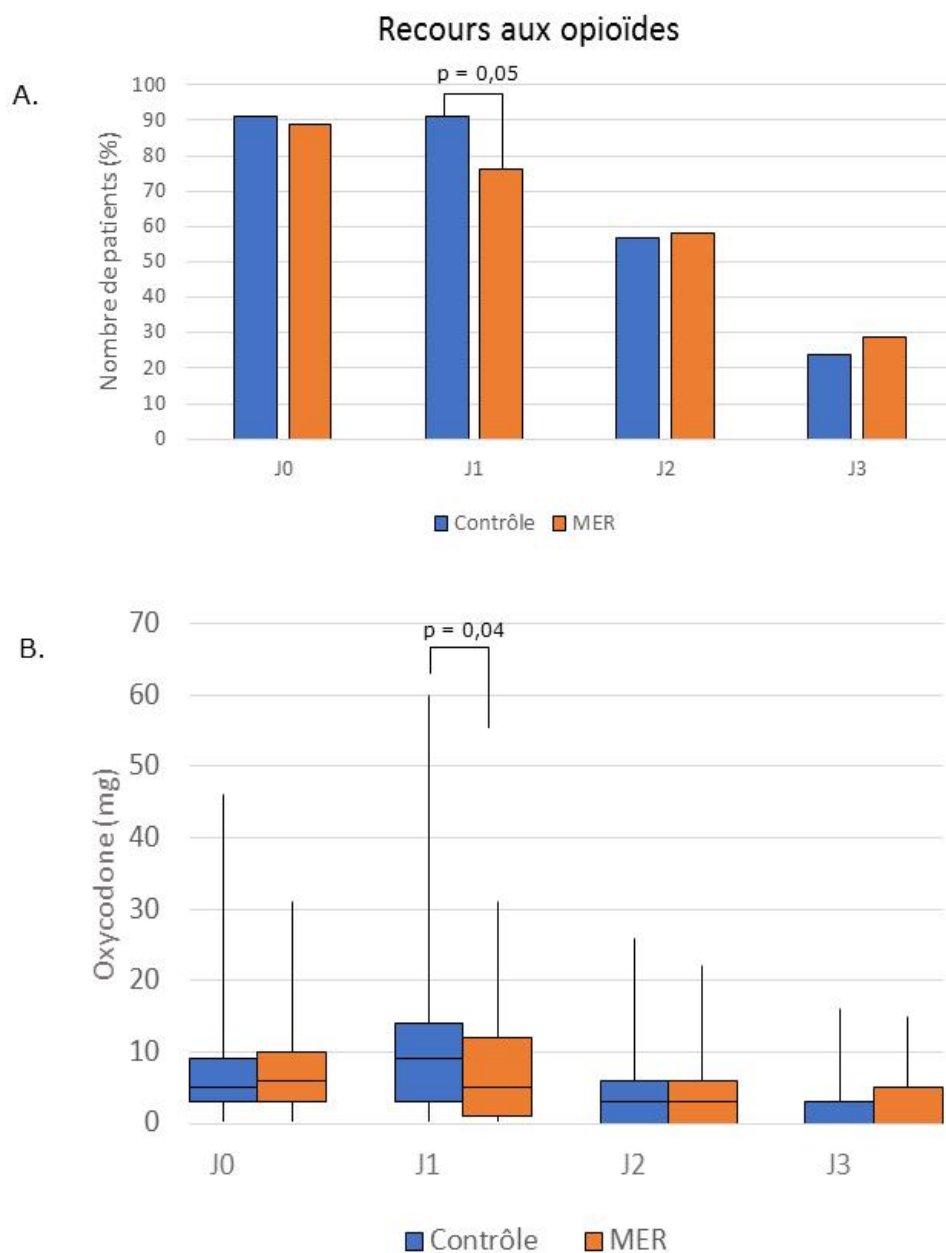 Recours aux opioïdes
A.
p = 0,05
Nombre de patients (%)
100
90
80
70
60
50
40
30
20
10
0
J0 J1 J2 J3
Contrôle MER
B.
p = 0,04
Oxycodone (mg)
70
60
50
40
30
20
10
0
J0 J1 J2 J3
Contrôle MER